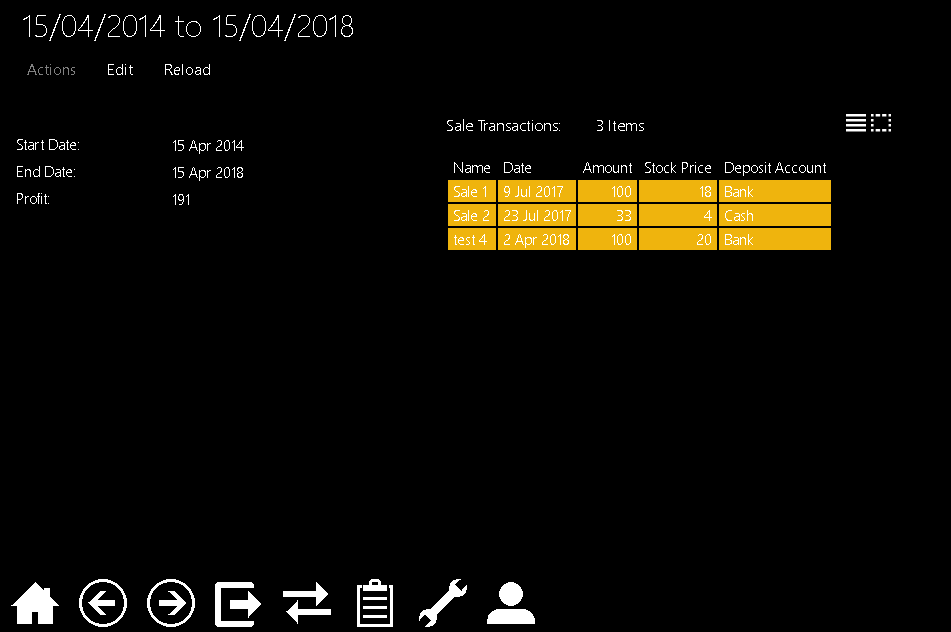 15/04/2014 to 15/04/2018
Actions Edit Reload
Start Date: 15 Apr 2014
End Date: 15 Apr 2018
Profit: 191
Sale Transactions: 3 Items
Name Date Amount Stock Price Deposit Account
Sale 1 9 Jul 2017 100 18 Bank
Sale 2 23 Jul 2017 33 4 Cash
test 4 2 Apr 2018 100 20 Bank